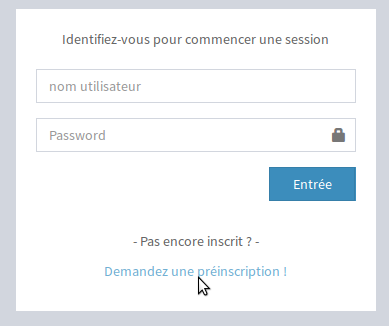 Identifiez-vous pour commencer une session
nom utilisateur
Password
Entrée
- Pas encore inscrit ? -
Demandez une préinscription !